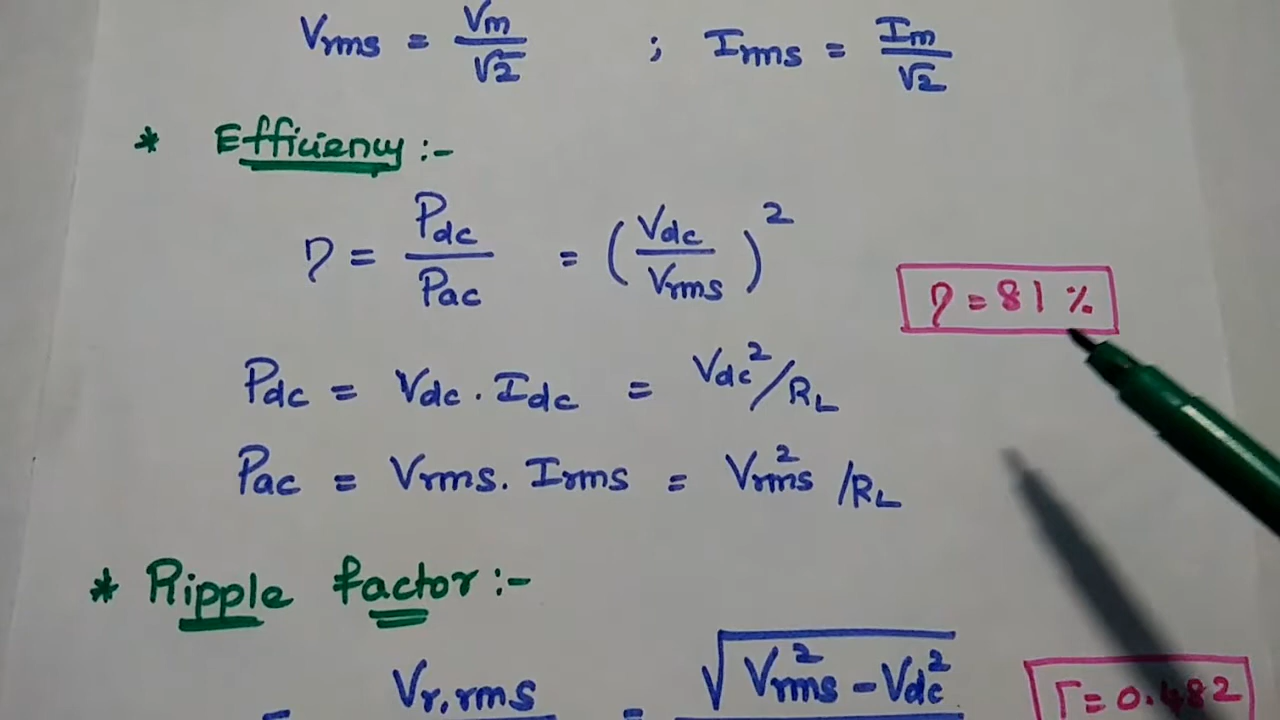 Vrms = Vm/√2 ; Irms = Im/√2
* Efficiency :-
η = Pdc/Pac = (Vdc/Vrms)²
η = 81 %
Pdc = Vdc . Idc = Vdc²/RL
Pac = Vrms . Irms = Vrms² /RL
* Ripple factor :-
= Vr,rms = √Vrms² - Vdc²
Γ = 0.482